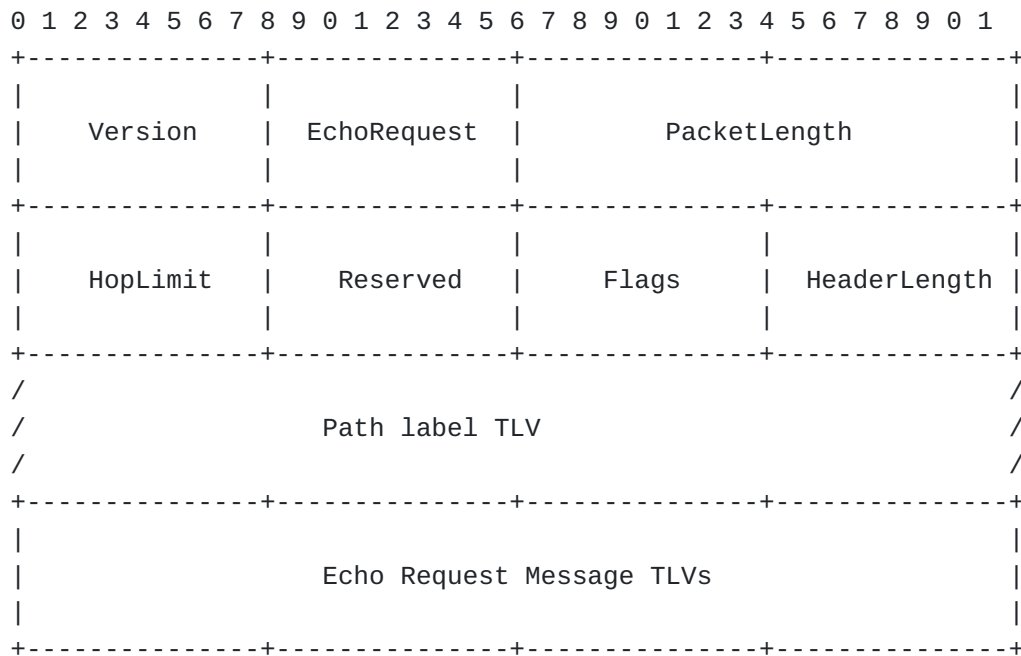 0 1 2 3 4 5 6 7 8 9 0 1 2 3 4 5 6 7 8 9 0 1 2 3 4 5 6 7 8 9 0 1
+---------------+---------------+---------------+---------------+
| | | |
| Version | EchoRequest | PacketLength |
| | | |
+---------------+---------------+---------------+---------------+
| | | | |
| HopLimit | Reserved | Flags | HeaderLength |
| | | | |
+---------------+---------------+---------------+---------------+
/ /
/ Path label TLV /
/ /
+---------------+---------------+---------------+---------------+
| |
| Echo Request Message TLVs |
| |
+---------------+---------------+---------------+---------------+